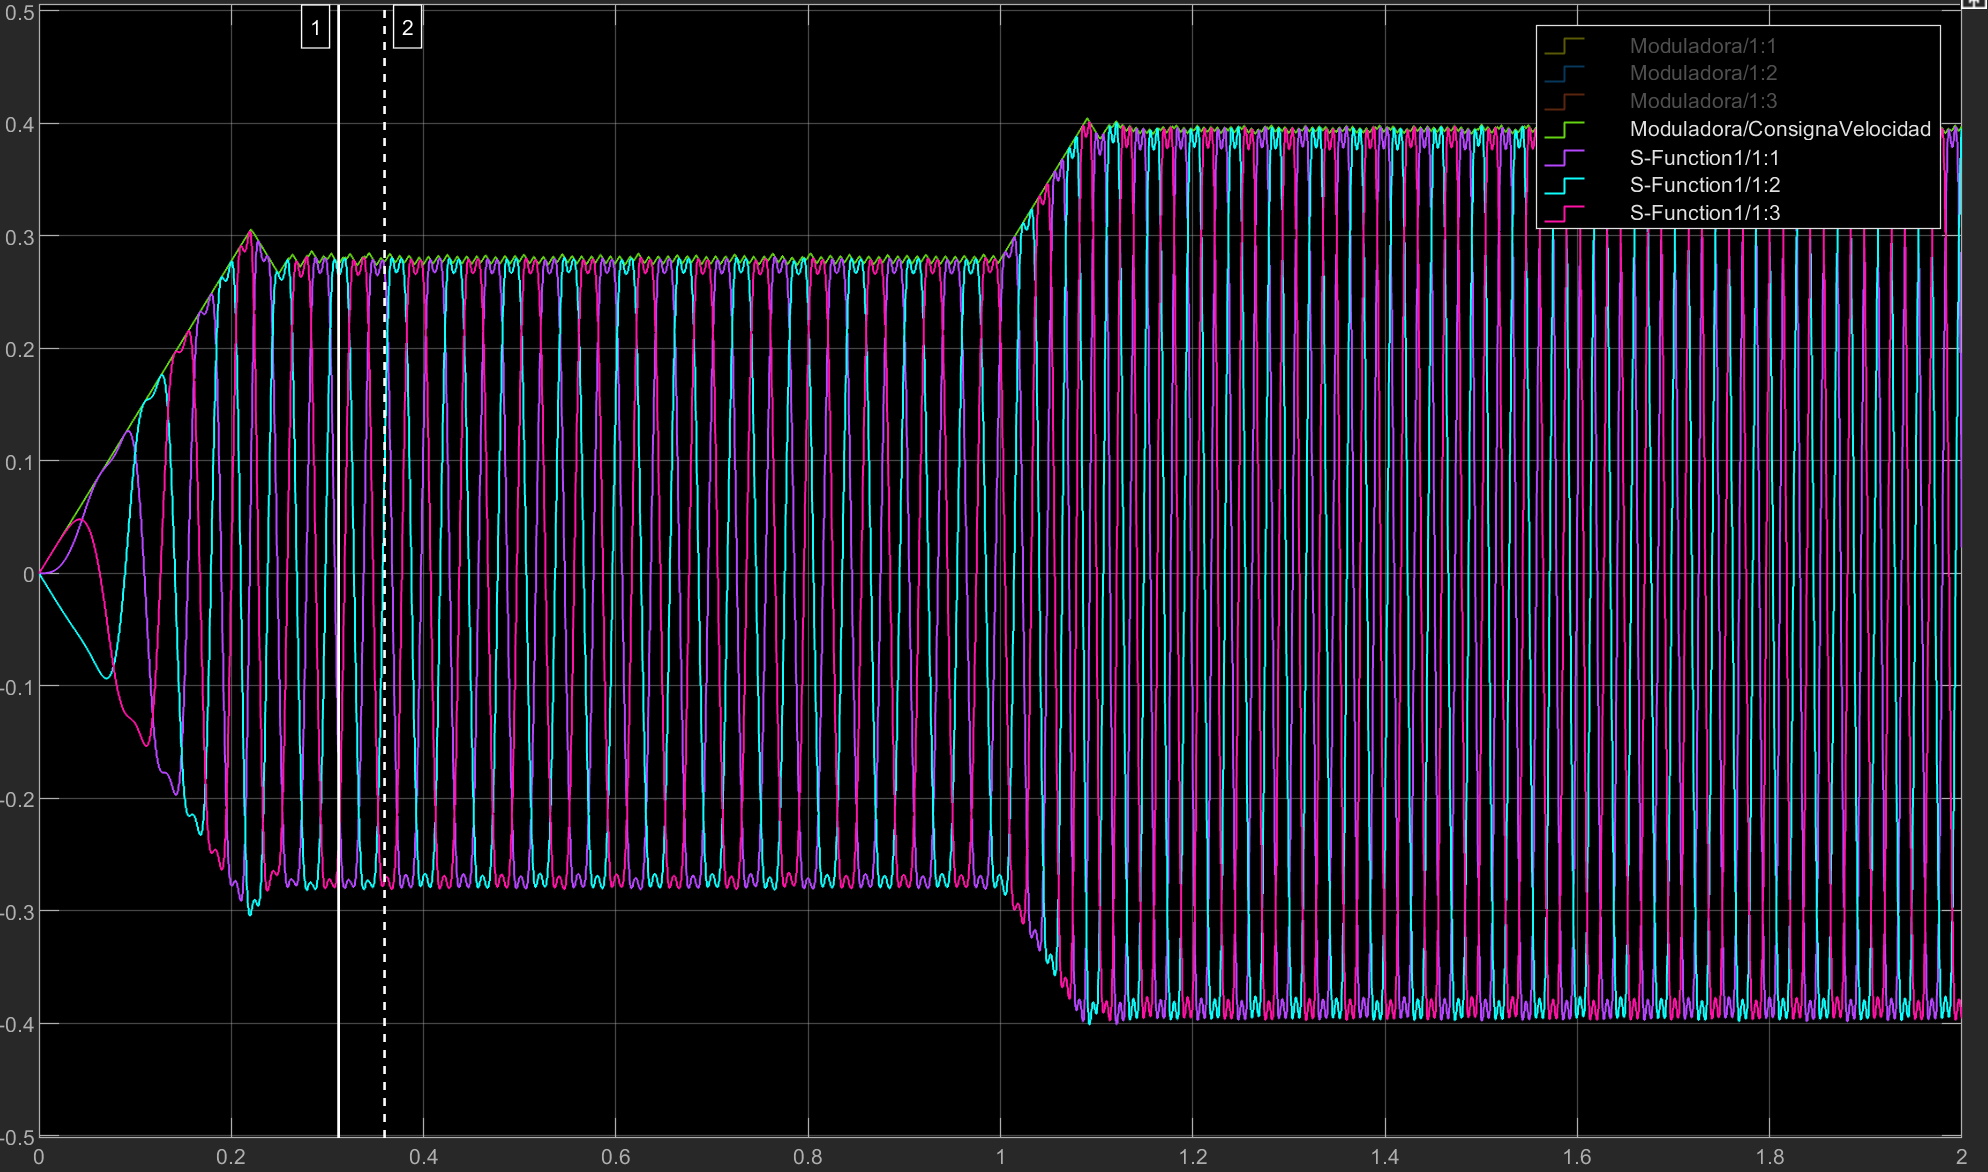 0.5
0.4
0.3
0.2
0.1
0
-0.1
-0.2
-0.3
-0.4
-0.5
1
2
Moduladora/1:1
Moduladora/1:2
Moduladora/1:3
Moduladora/ConsignaVelocidad
S-Function1/1:1
S-Function1/1:2
S-Function1/1:3
0 0.2 0.4 0.6 0.8 1 1.2 1.4 1.6 1.8 2